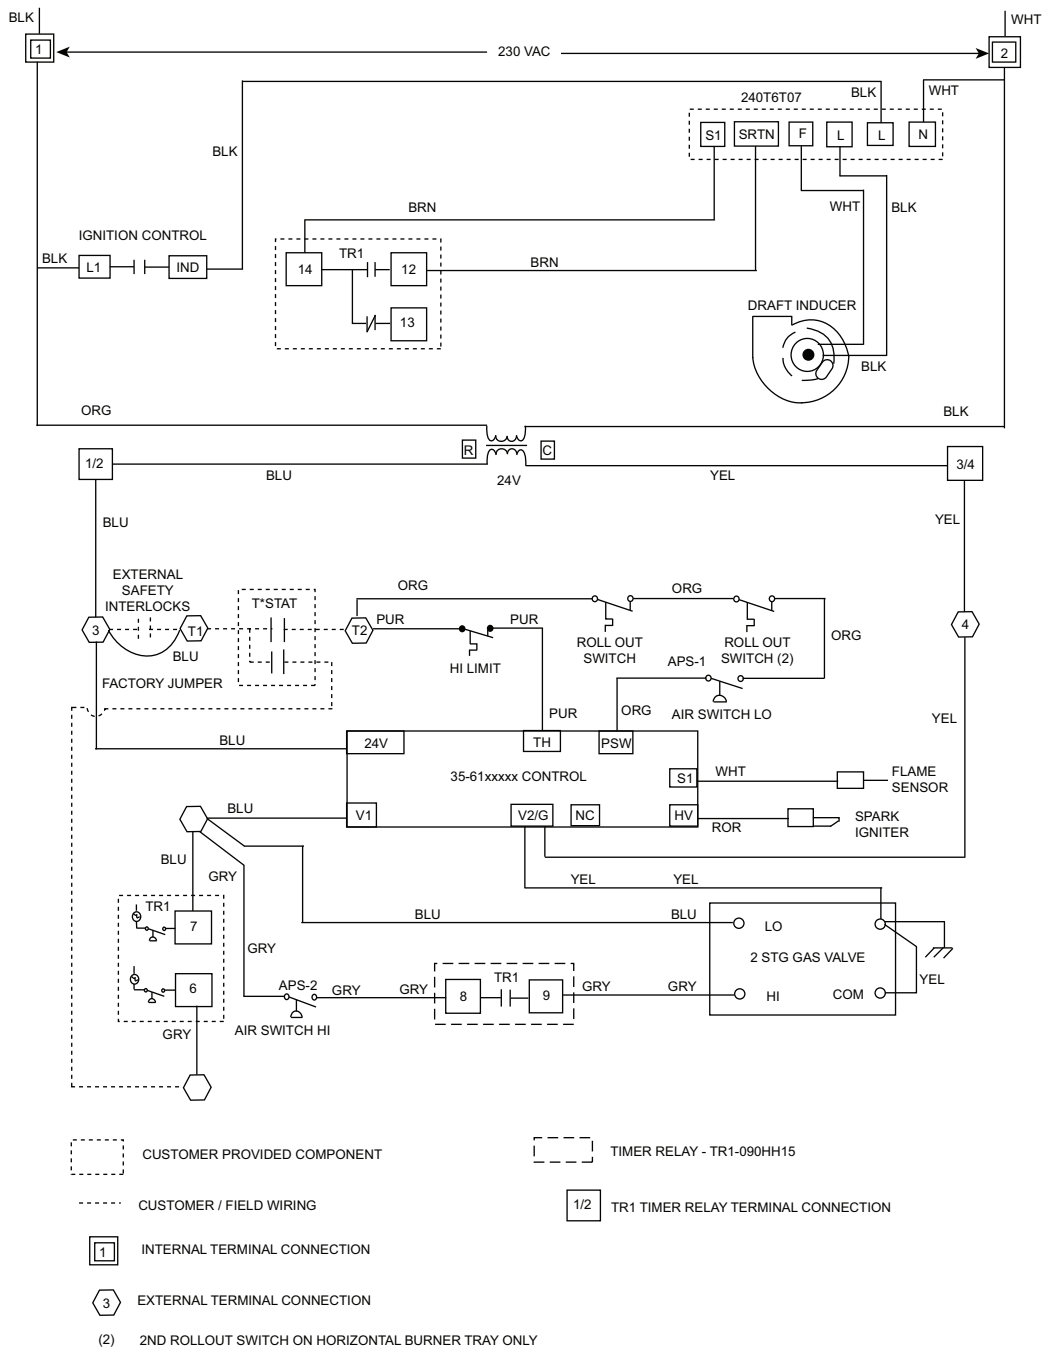 BLK
WHT
1
230 VAC
2
240T6T07
BLK
WHT
S1
SRTN
F
L
L
N
BLK
BRN
WHT
BLK
IGNITION CONTROL
BLK
L1
IND
TR1
14
12
BRN
13
DRAFT INDUCER
BLK
ORG
BLK
R
C
1/2
3/4
BLU
24V
YEL
BLU
YEL
EXTERNAL
SAFETY
INTERLOCKS
T*STAT
ORG
ORG
3
T1
T2
PUR
PUR
4
BLU
HI LIMIT
ROLL OUT
SWITCH
ROLL OUT
SWITCH (2)
ORG
FACTORY JUMPER
APS-1
PUR
ORG
AIR SWITCH LO
YEL
BLU
24V
TH
PSW
35-61xxxxx CONTROL
S1
WHT
FLAME
SENSOR
BLU
V1
V2/G
NC
HV
ROR
SPARK
IGNITER
BLU
GRY
YEL
YEL
TR1
7
BLU
BLU
LO
2 STG GAS VALVE
GRY
6
APS-2
GRY
GRY
TR1
8
9
GRY
GRY
HI
COM
YEL
AIR SWITCH HI
GRY
CUSTOMER PROVIDED COMPONENT
TIMER RELAY - TR1-090HH15
CUSTOMER / FIELD WIRING
1/2
TR1 TIMER RELAY TERMINAL CONNECTION
1
INTERNAL TERMINAL CONNECTION
3
EXTERNAL TERMINAL CONNECTION
(2) 2ND ROLLOUT SWITCH ON HORIZONTAL BURNER TRAY ONLY